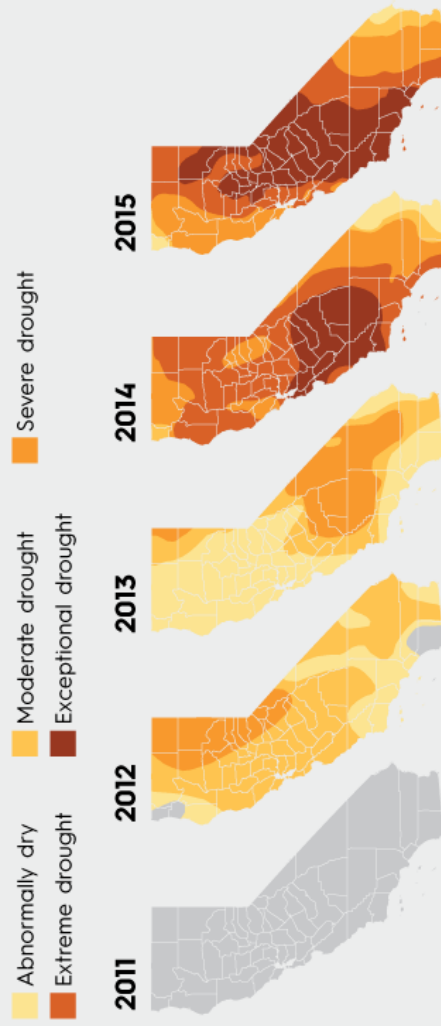 Abnormally dry Moderate drought Severe drought
Extreme drought Exceptional drought
2011 2012 2013 2014 2015